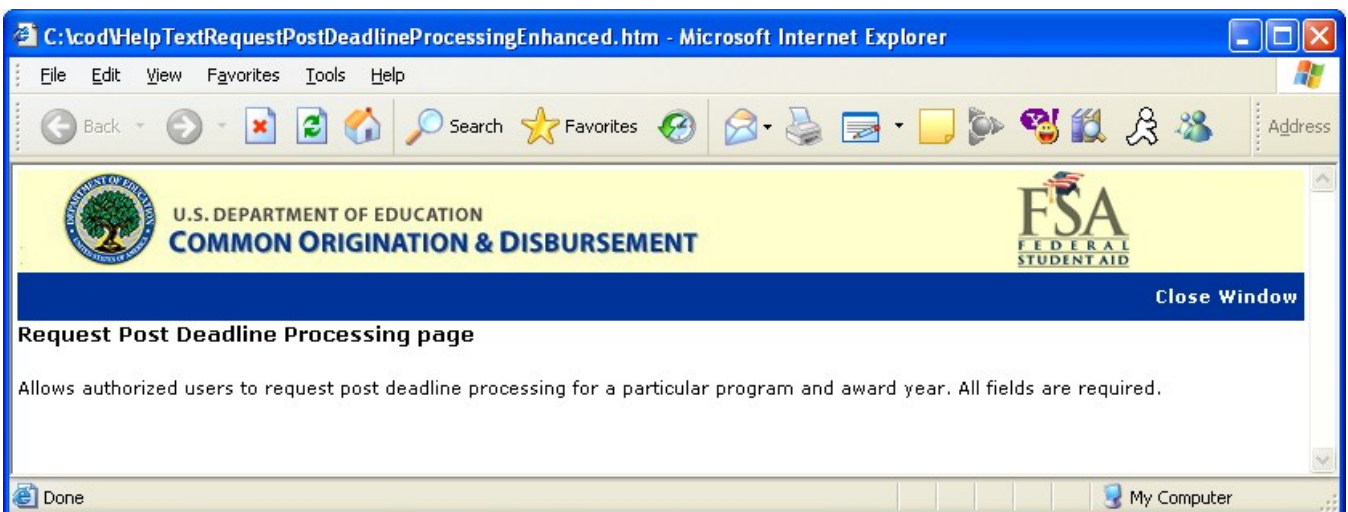 C:\cod\HelpTextRequestPostDeadlineProcessingEnhanced.htm - Microsoft Internet Explorer
File Edit View Favorites Tools Help
Back Search Favorites Address
U.S. DEPARTMENT OF EDUCATION
COMMON ORIGINATION & DISBURSEMENT
FSA
FEDERAL
STUDENT AID
Close Window
Request Post Deadline Processing page
Allows authorized users to request post deadline processing for a particular program and award year. All fields are required.
Done My Computer